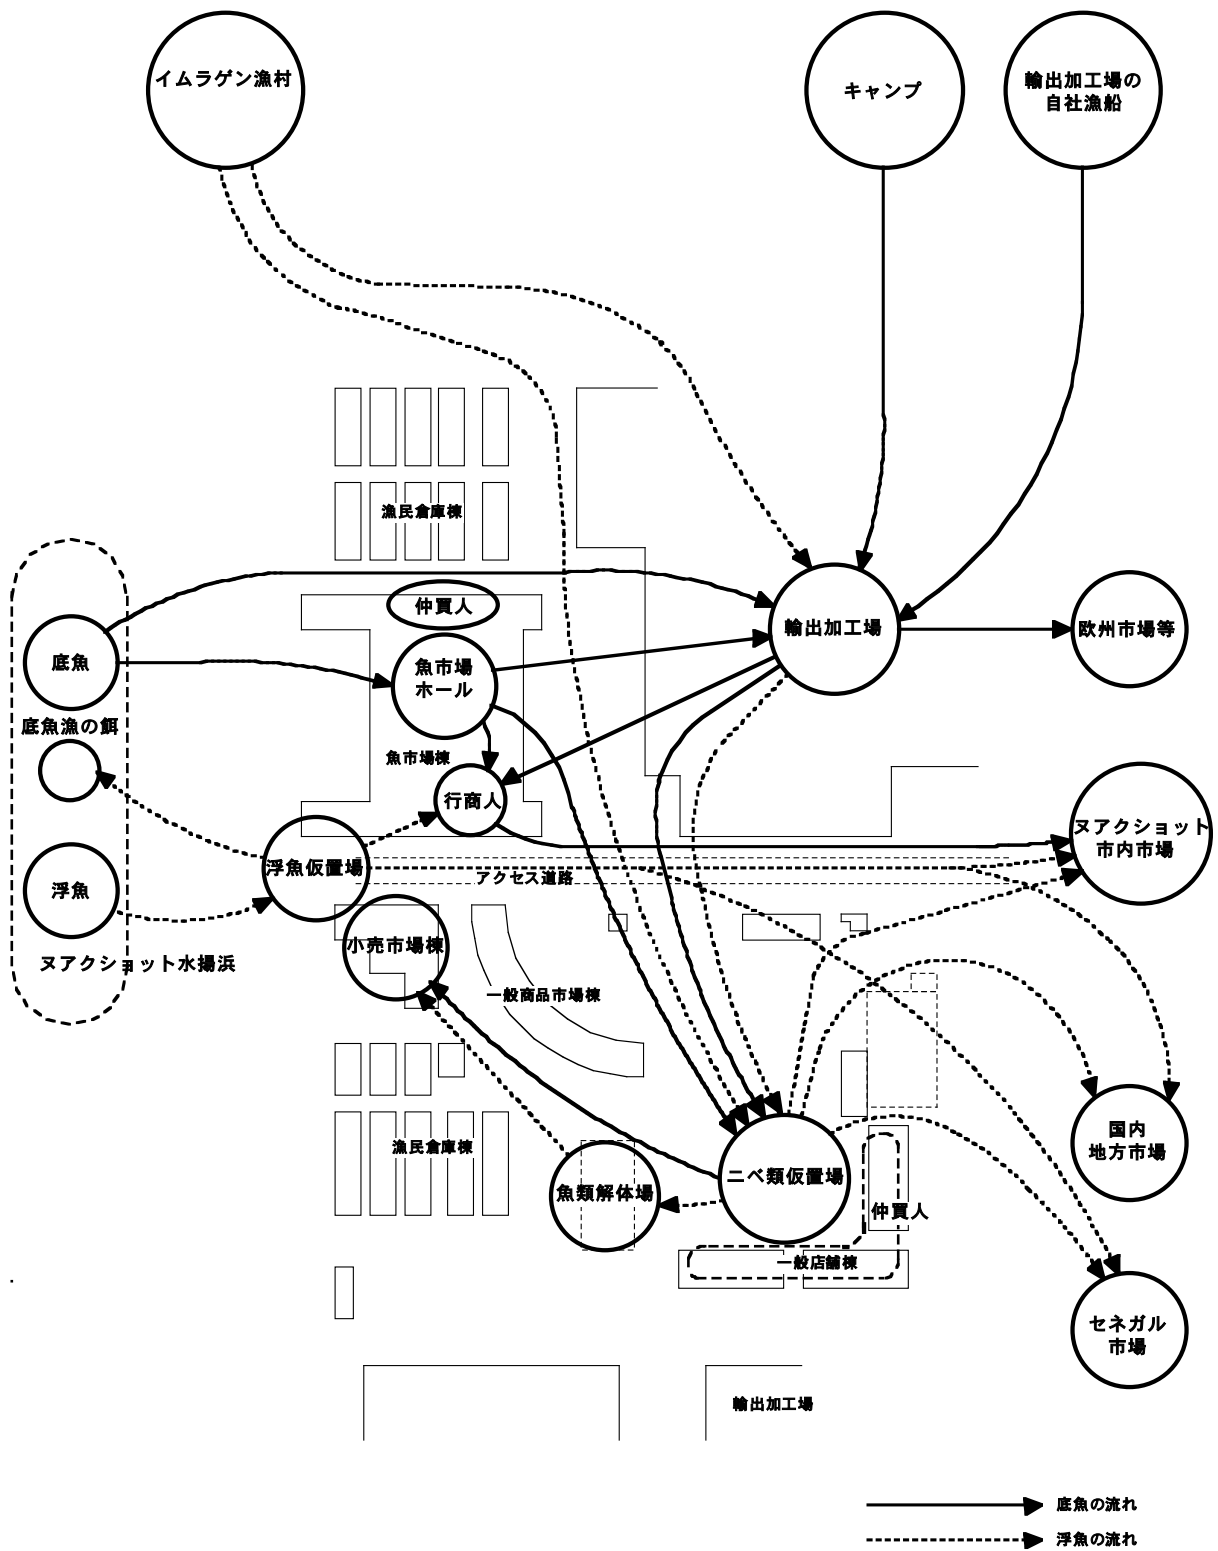 イムラゲン漁村
キャンプ
輸出加工場の
自社漁船
漁民倉庫棟
仲買人
底魚
魚市場
ホール
輸出加工場
欧州市場等
底魚漁の餌
魚市場棟
行商人
ヌアクショット
市内市場
浮魚仮置場
アクセス道路
浮魚
小売市場棟
ヌアクショット水揚浜
一般商品市場棟
漁民倉庫棟
魚類解体場
ニベ類仮置場
国内
地方市場
仲買人
一般店舗棟
セネガル
市場
輸出加工場
底魚の流れ
浮魚の流れ